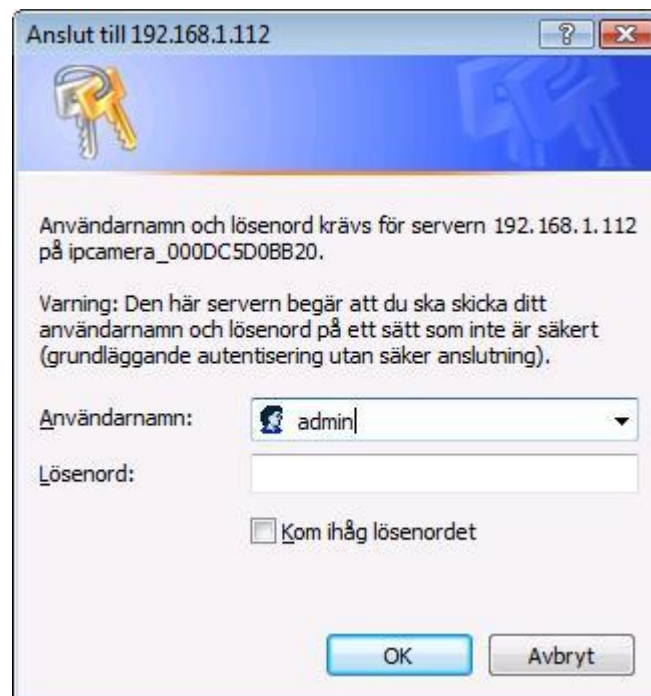 Anslut till 192.168.1.112
Användarnamn och lösenord krävs för servern 192.168.1.112
på ipcamera_000DC5D0BB20.
Varning: Den här servern begär att du ska skicka ditt
användarnamn och lösenord på ett sätt som inte är säkert
(grundläggande autentisering utan säker anslutning).
Användarnamn: admin
Lösenord:
Kom ihåg lösenordet
OK Avbryt